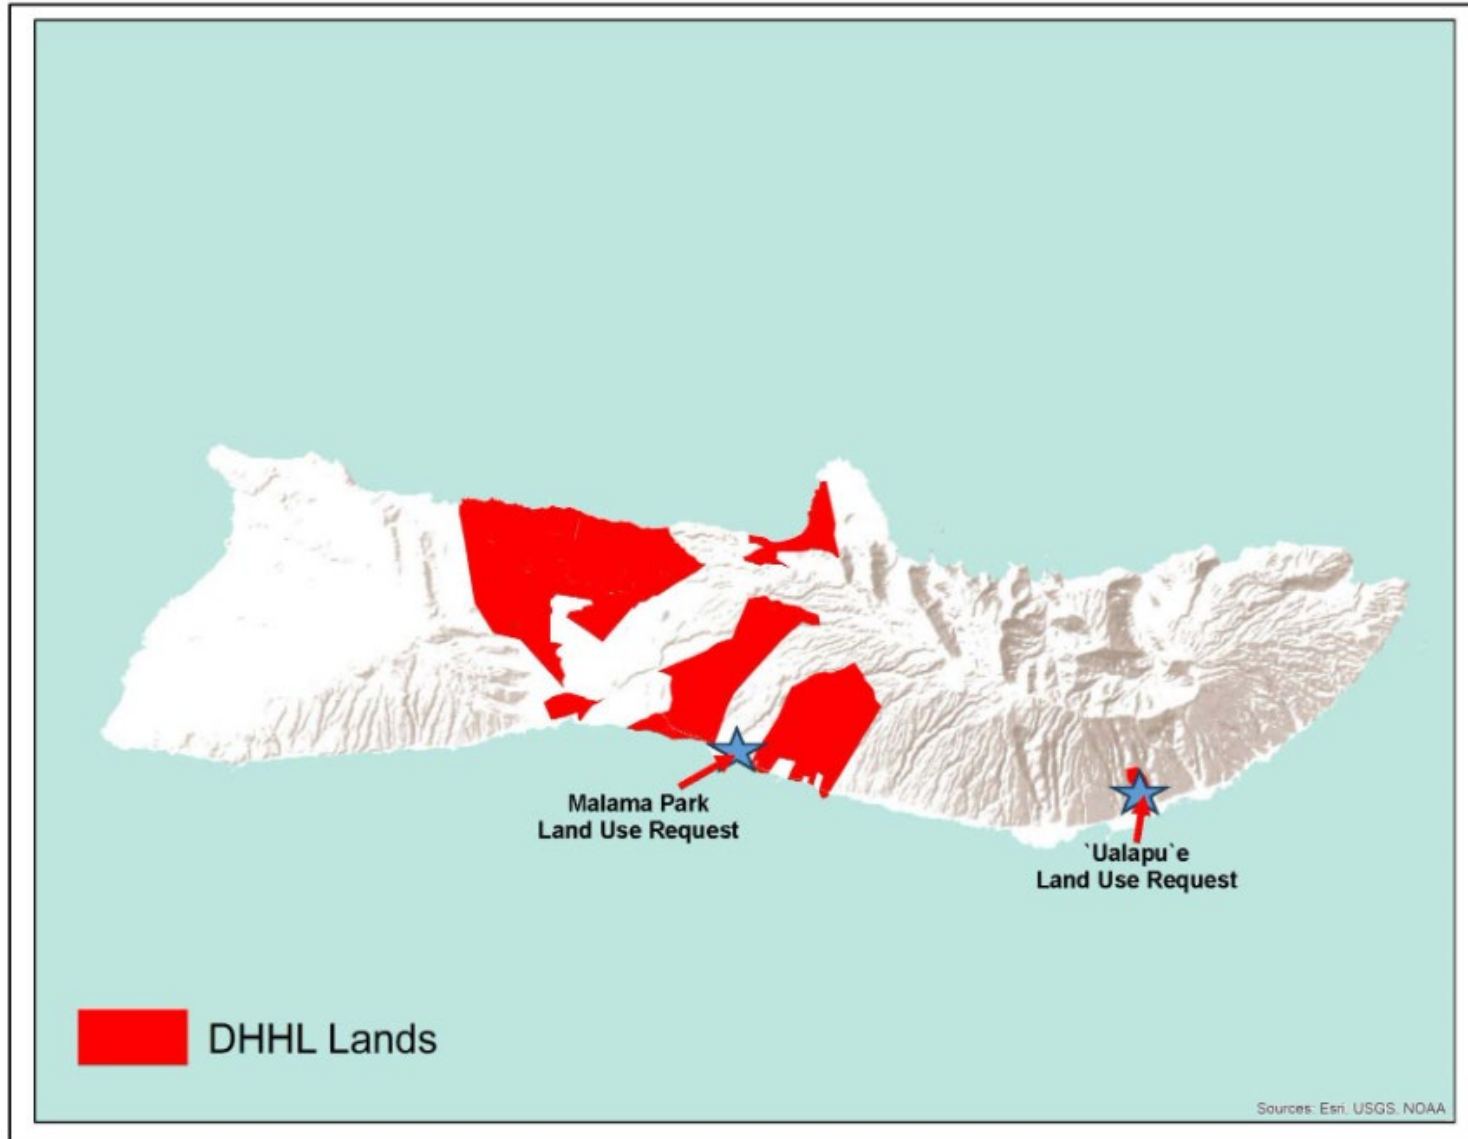 Malama Park
Land Use Request
`Ualapu`e
Land Use Request
DHHL Lands
Sources: Esri, USGS, NOAA